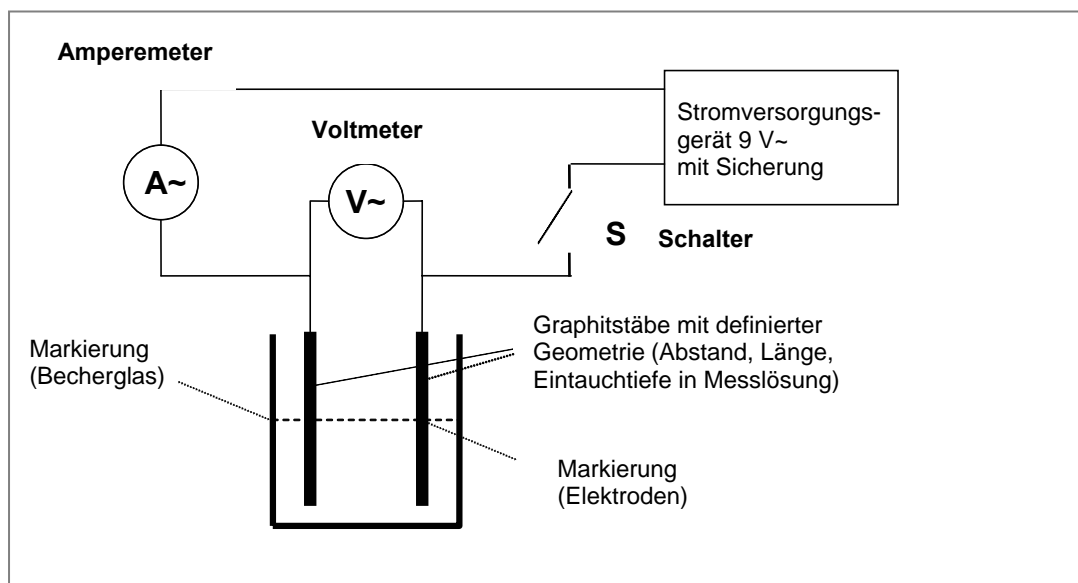 Amperemeter
Stromversorgungs-
gerät 9 V~
mit Sicherung
Voltmeter
A~
V~
S Schalter
Graphitstäbe mit definierter
Geometrie (Abstand, Länge,
Eintauchtiefe in Messlösung)
Markierung
(Becherglas)
Markierung
(Elektroden)